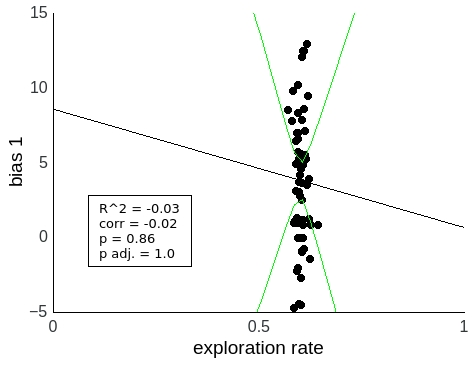 15
10
5
0
−5
bias 1
R^2 = -0.03
corr = -0.02
p = 0.86
p adj. = 1.0
0
0.5
1
exploration rate